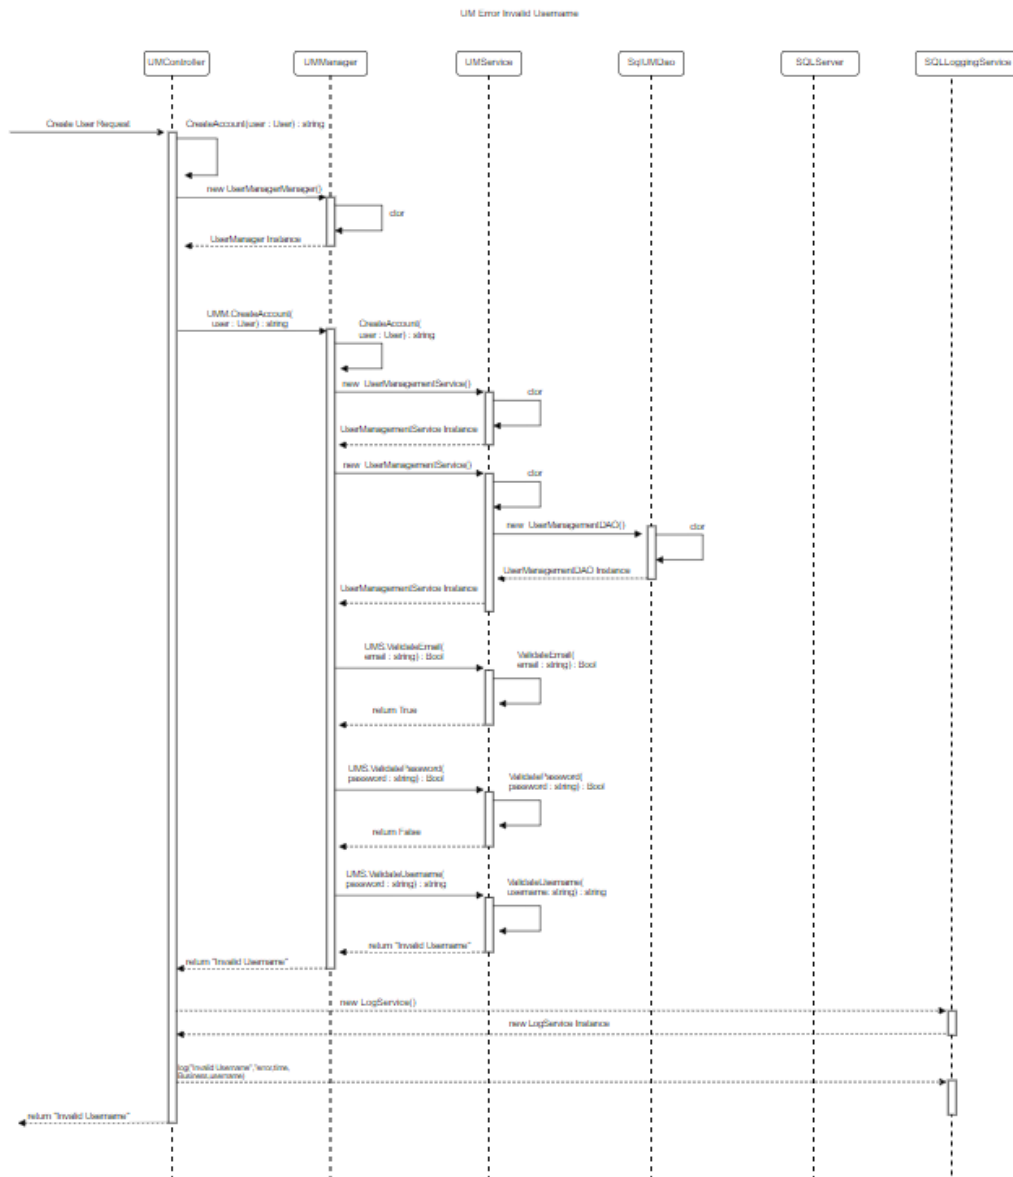 UM Error Invalid Username
UMController
UMManager
UMService
SqlUMDao
SQLServer
SQLLoggingService
Create User Request
CreateAccount(user : User) : string
new UserManagerManager()
ctor
UserManager Instance
UMM.CreateAccount(
user : User) : string
CreateAccount(
user : User) : string
new UserManagementService()
ctor
UserManagementService Instance
new UserManagementService()
ctor
new UserManagementDAO()
ctor
UserManagementDAO Instance
UserManagementService Instance
UMS.ValidateEmail(
email : string) : Bool
ValidateEmail(
email : string) : Bool
return True
UMS.ValidatePassword(
password : string) : Bool
ValidatePassword(
password : string) : Bool
return False
UMS.ValidateUsername(
password : string) : string
ValidateUsername(
username: string) : string
return "Invalid Username"
return "Invalid Username"
new LogService()
new LogService Instance
log("Invalid Username","error,time,
Business,username)
return "Invalid Username"